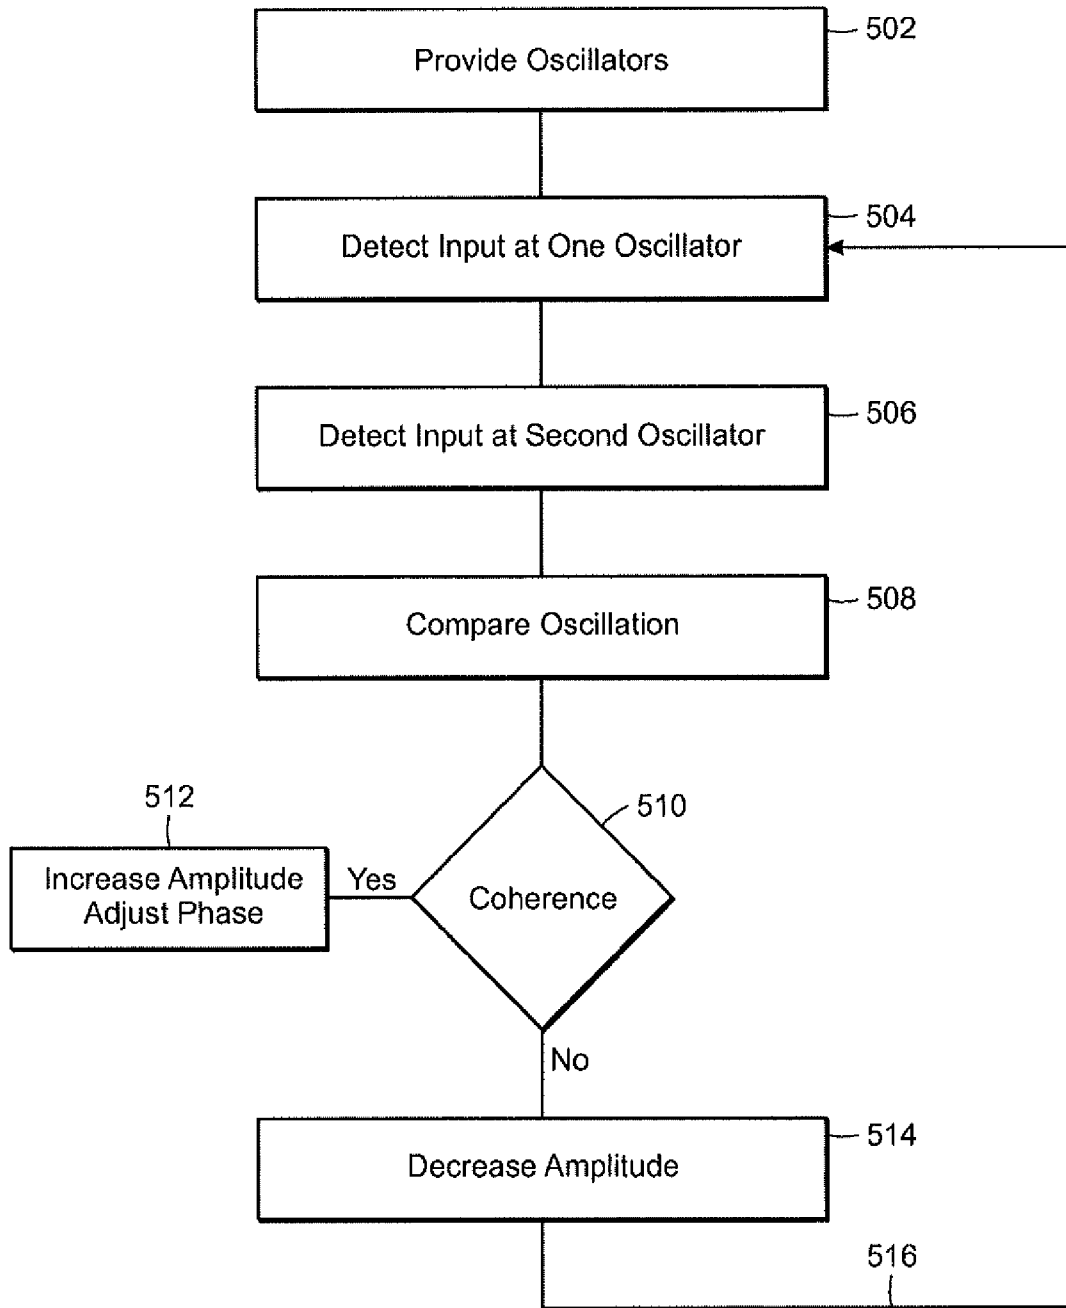 Provide Oscillators
502
Detect Input at One Oscillator
504
Detect Input at Second Oscillator
506
Compare Oscillation
508
512
Increase Amplitude
Adjust Phase
Yes
Coherence
510
No
Decrease Amplitude
514
516